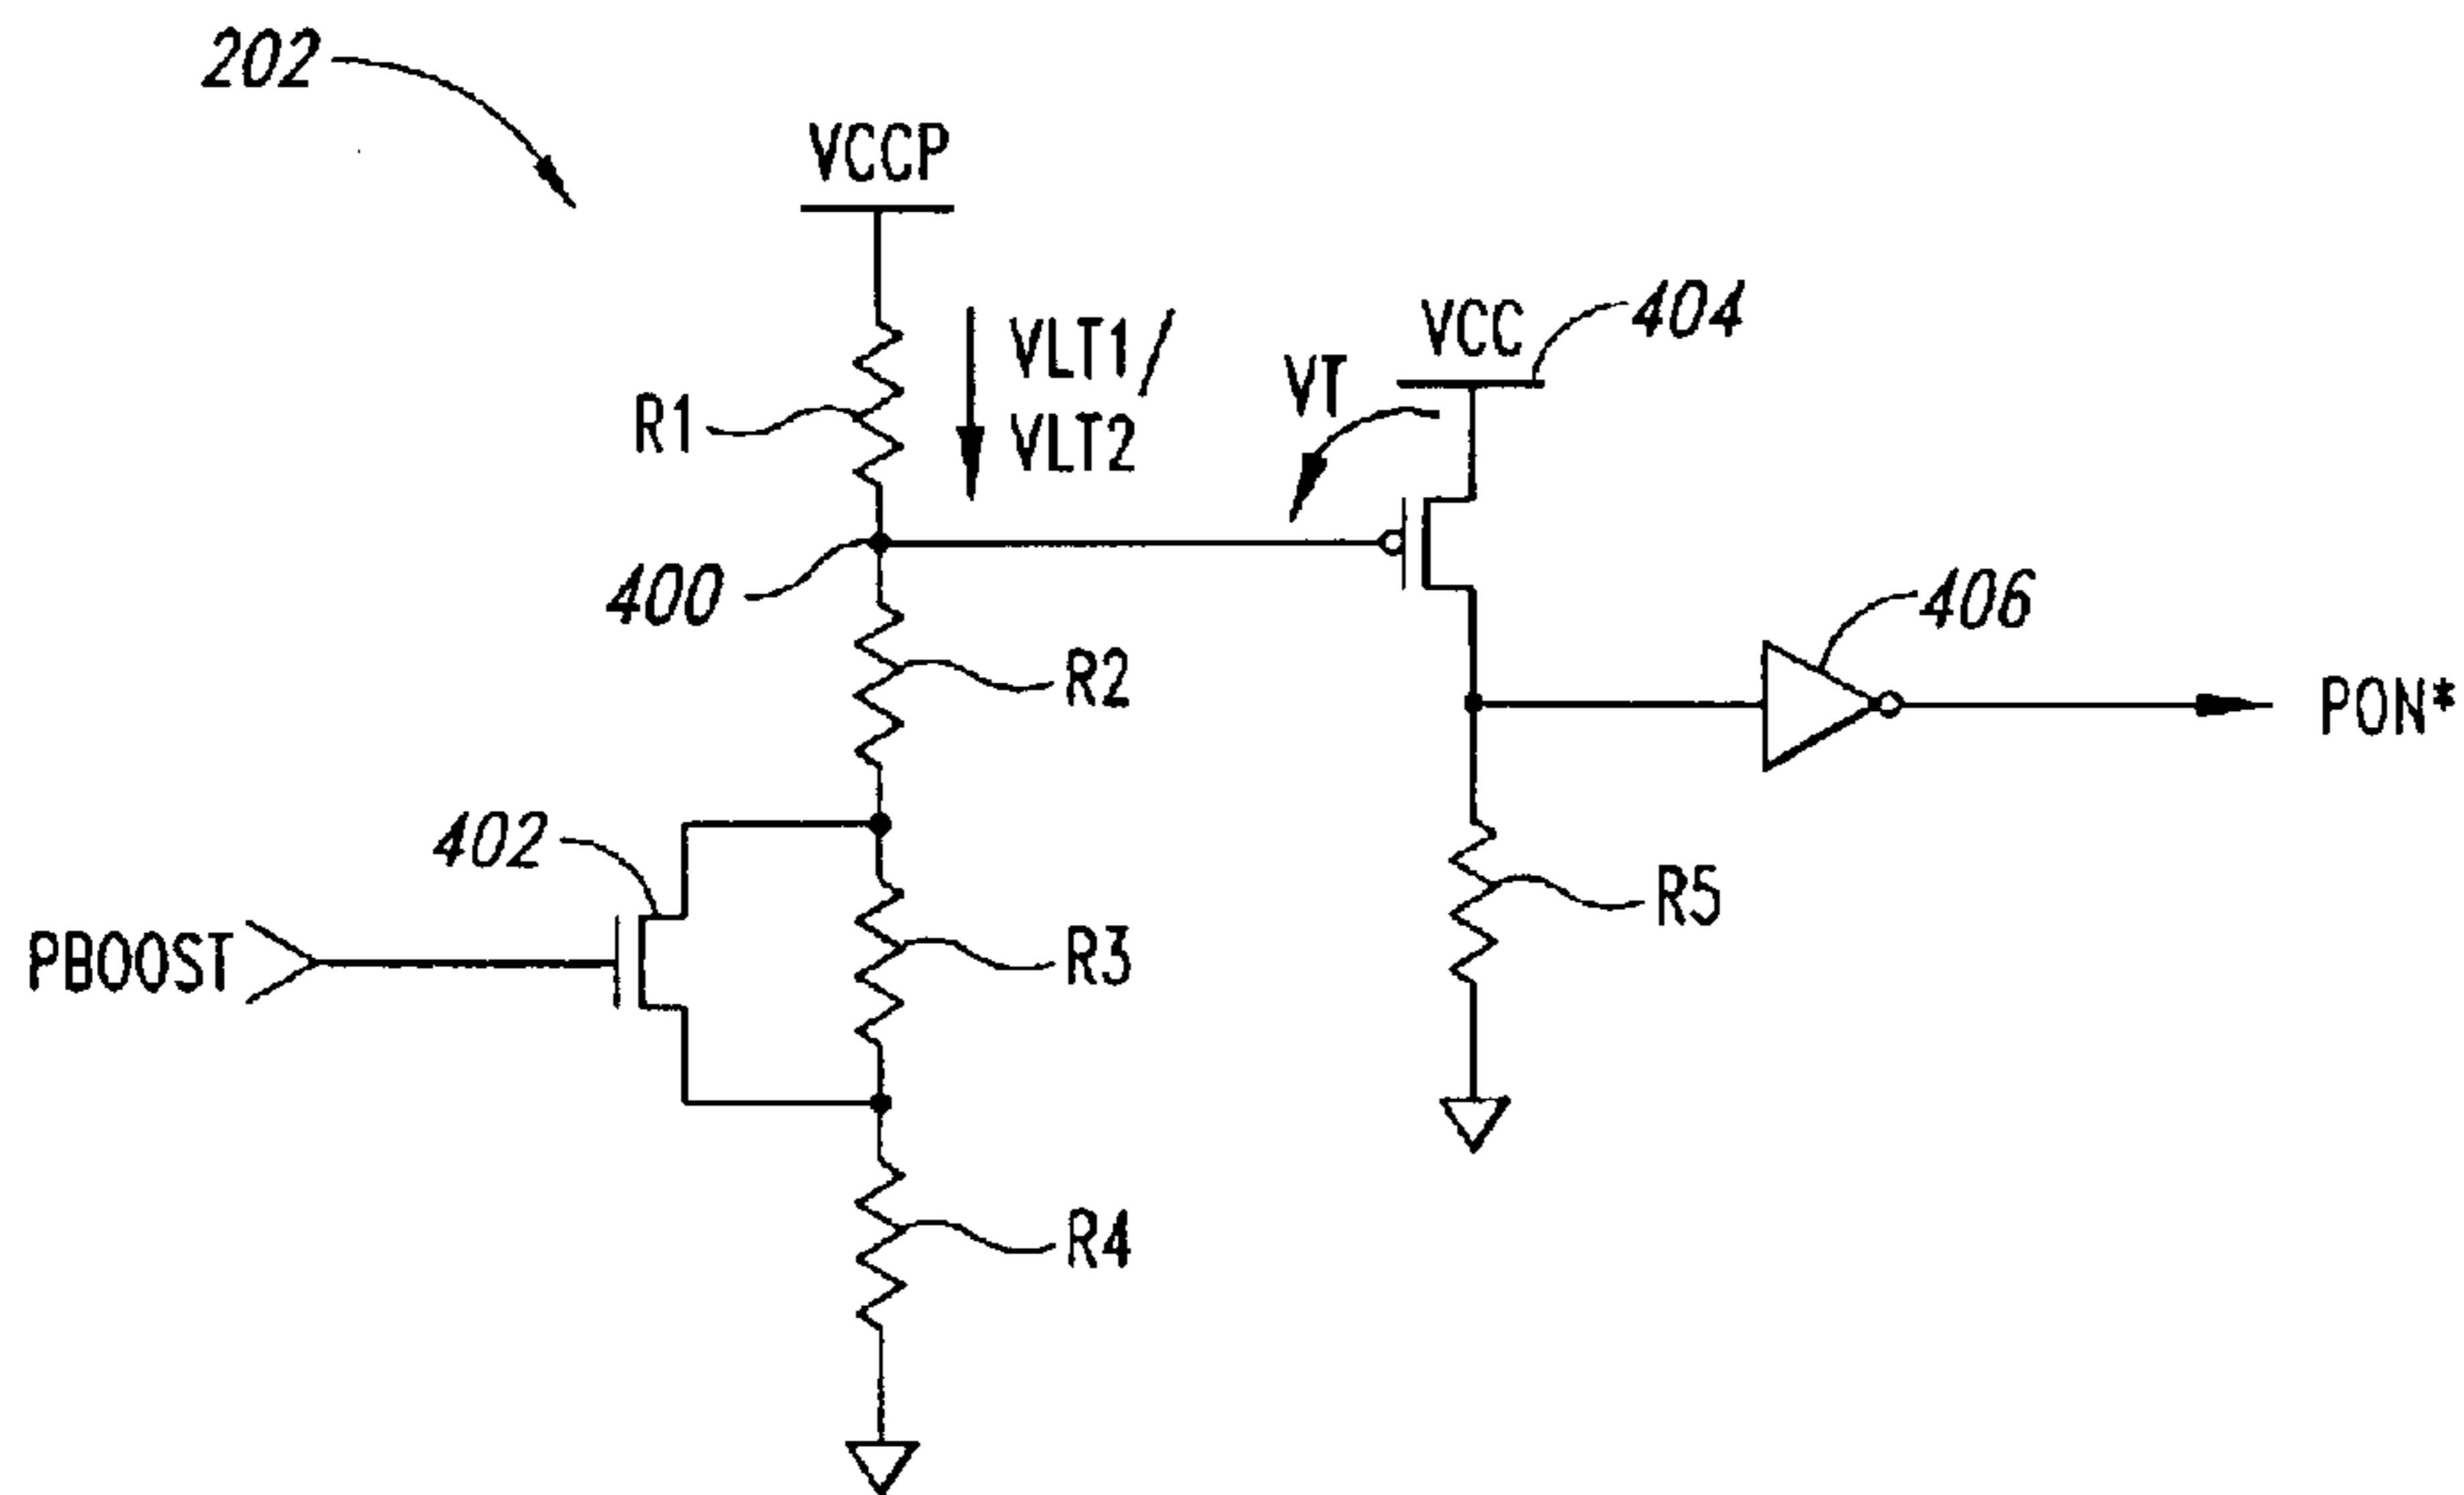 202
VCCP
VLT1/
VLT2
R1
VT
VCC
404
400
406
R2
PON*
402
R5
PBOOST
R3
R4